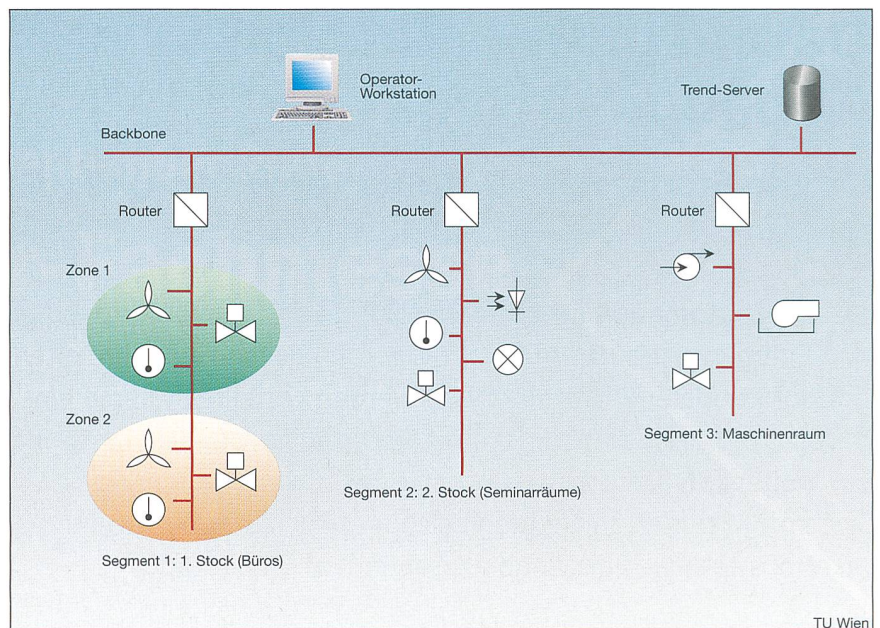 Operator-
Workstation
Trend-Server
Backbone
Router
Router
Router
Zone 1
Zone 2
Segment 3: Maschinenraum
Segment 2: 2. Stock (Seminarräume)
Segment 1: 1. Stock (Büros)
TU Wien